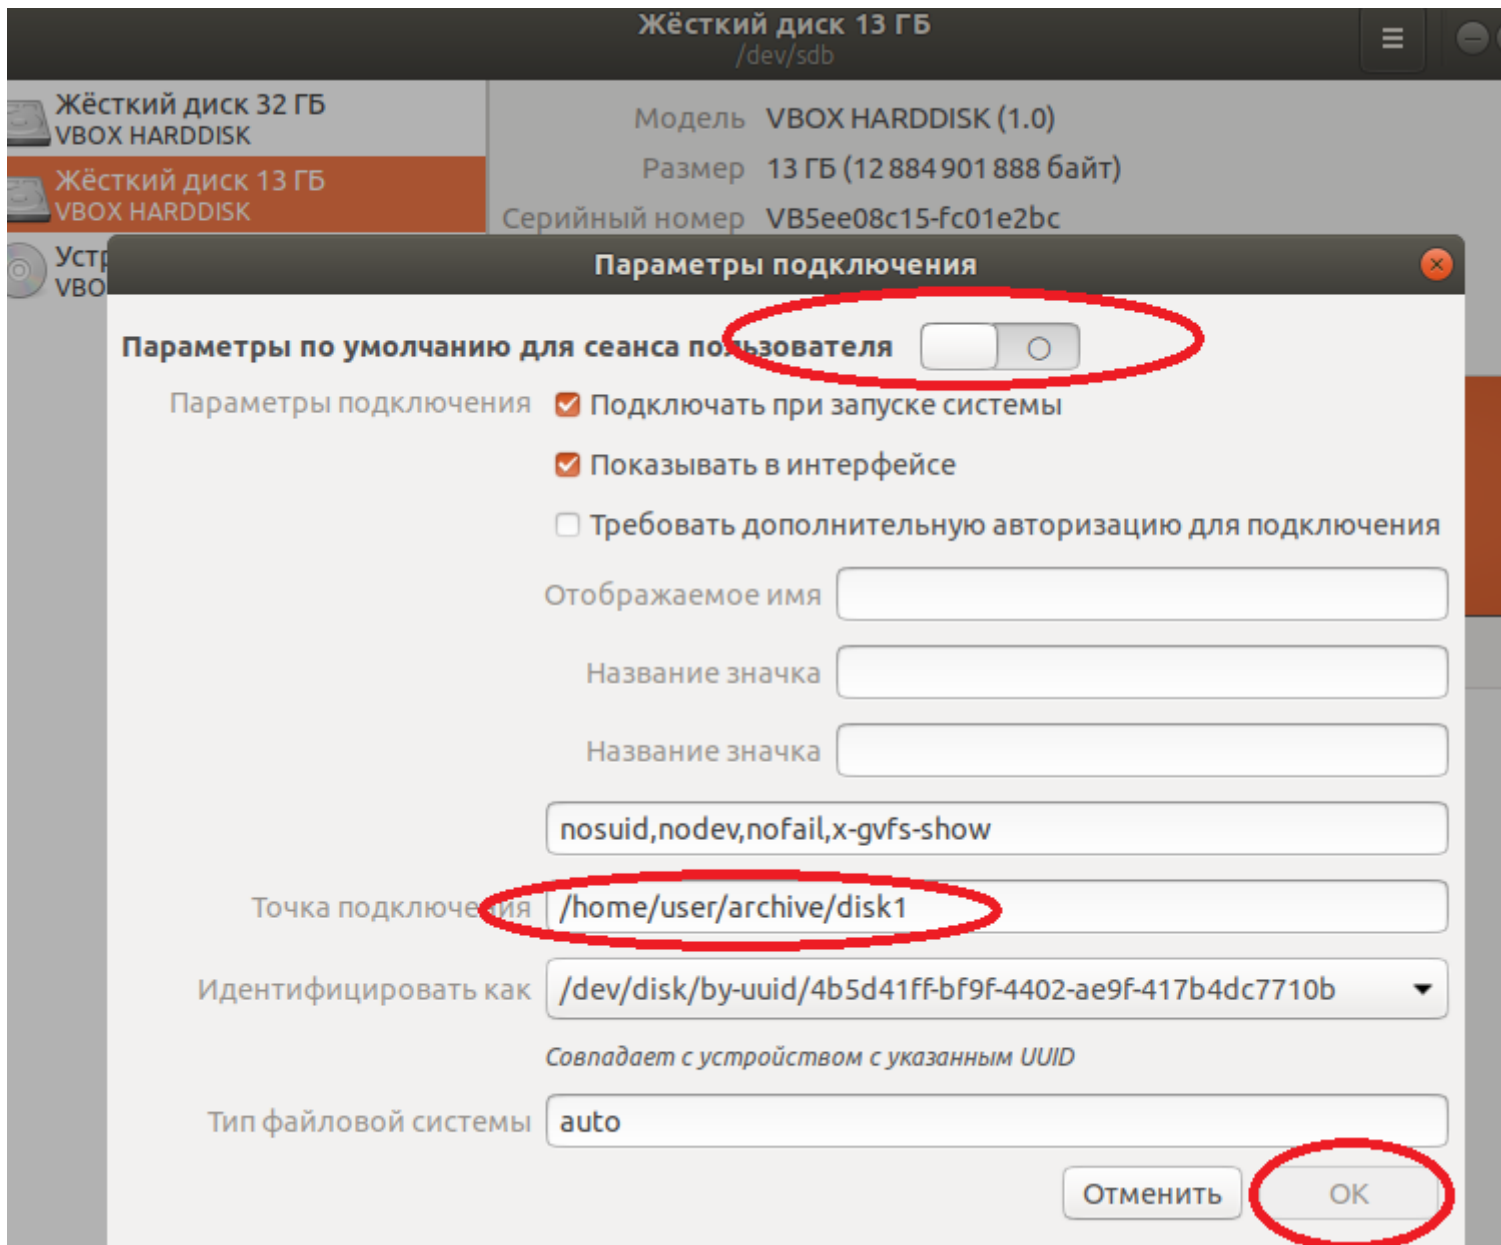 Жёсткий диск 13 ГБ
/dev/sdb
Жёсткий диск 32 ГБ
VBOX HARDDISK
Жёсткий диск 13 ГБ
VBOX HARDDISK
Устр
VBO
Модель VBOX HARDDISK (1.0)
Размер 13 ГБ (12 884 901 888 байт)
Серийный номер VB5ee08c15-fc01e2bc
Параметры подключения
Параметры по умолчанию для сеанса пользователя
Параметры подключения Подключать при запуске системы
Показывать в интерфейсе
Требовать дополнительную авторизацию для подключения
Отображаемое имя
Название значка
Название значка
nosuid,nodev,nofail,x-gvfs-show
Точка подключения /home/user/archive/disk1
Идентифицировать как /dev/disk/by-uuid/4b5d41ff-bf9f-4402-ae9f-417b4dc7710b
Совпадает с устройством с указанным UUID
Тип файловой системы auto
Отменить OK